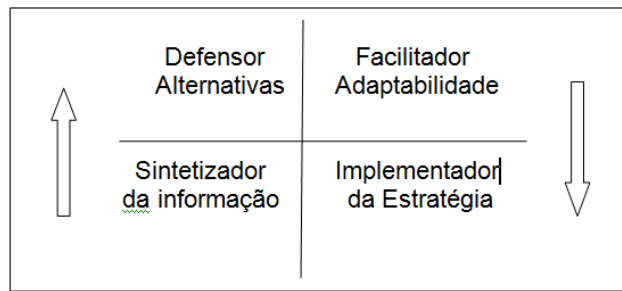 Defensor
Alternativas
Facilitador
Adaptabilidade
Sintetizador
da informação
Implementador
da Estratégia